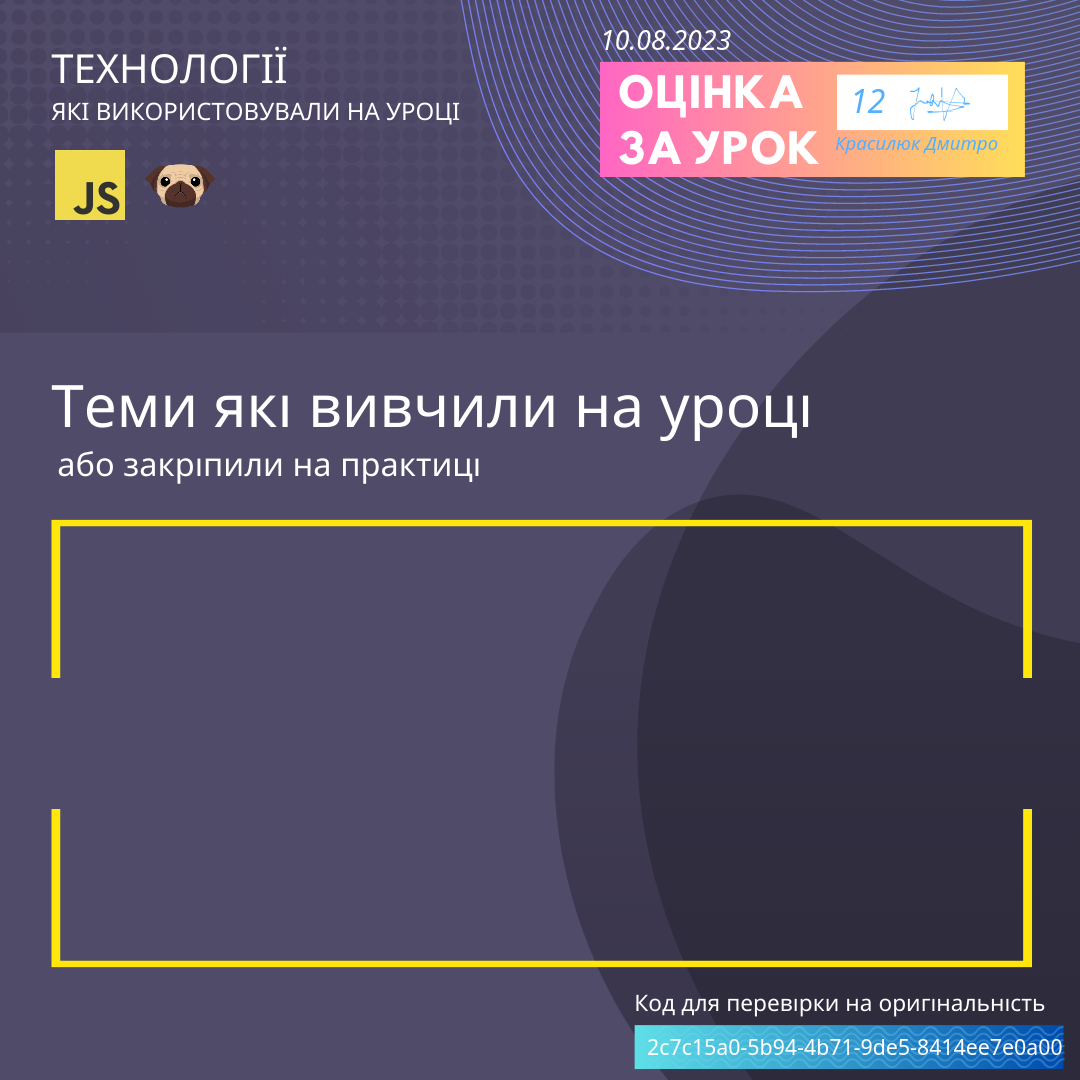 ТЕХНОЛОГІЇ
ЯКІ ВИКОРИСТОВУВАЛИ НА УРОЦІ
JS
10.08.2023
ОЦІНКА
ЗА УРОК
12
Красилюк Дмитро
Теми які вивчили на уроці
або закріпили на практиці
Код для перевірки на оригінальність
2c7c15a0-5b94-4b71-9de5-8414ee7e0a00